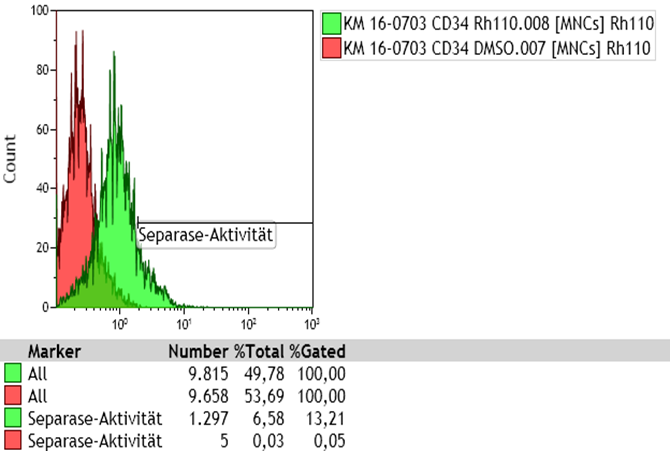 KM 16-0703 CD34 Rh110.008 [MNCs] Rh110
KM 16-0703 CD34 DMSO.007 [MNCs] Rh110
100
80
60
40
20
0
Count
Separase-Aktivität
10⁰ 10¹ 10² 10³
Marker Number %Total %Gated
All 9.815 49,78 100,00
All 9.658 53,69 100,00
Separase-Aktivität 1.297 6,58 13,21
Separase-Aktivität 5 0,03 0,05